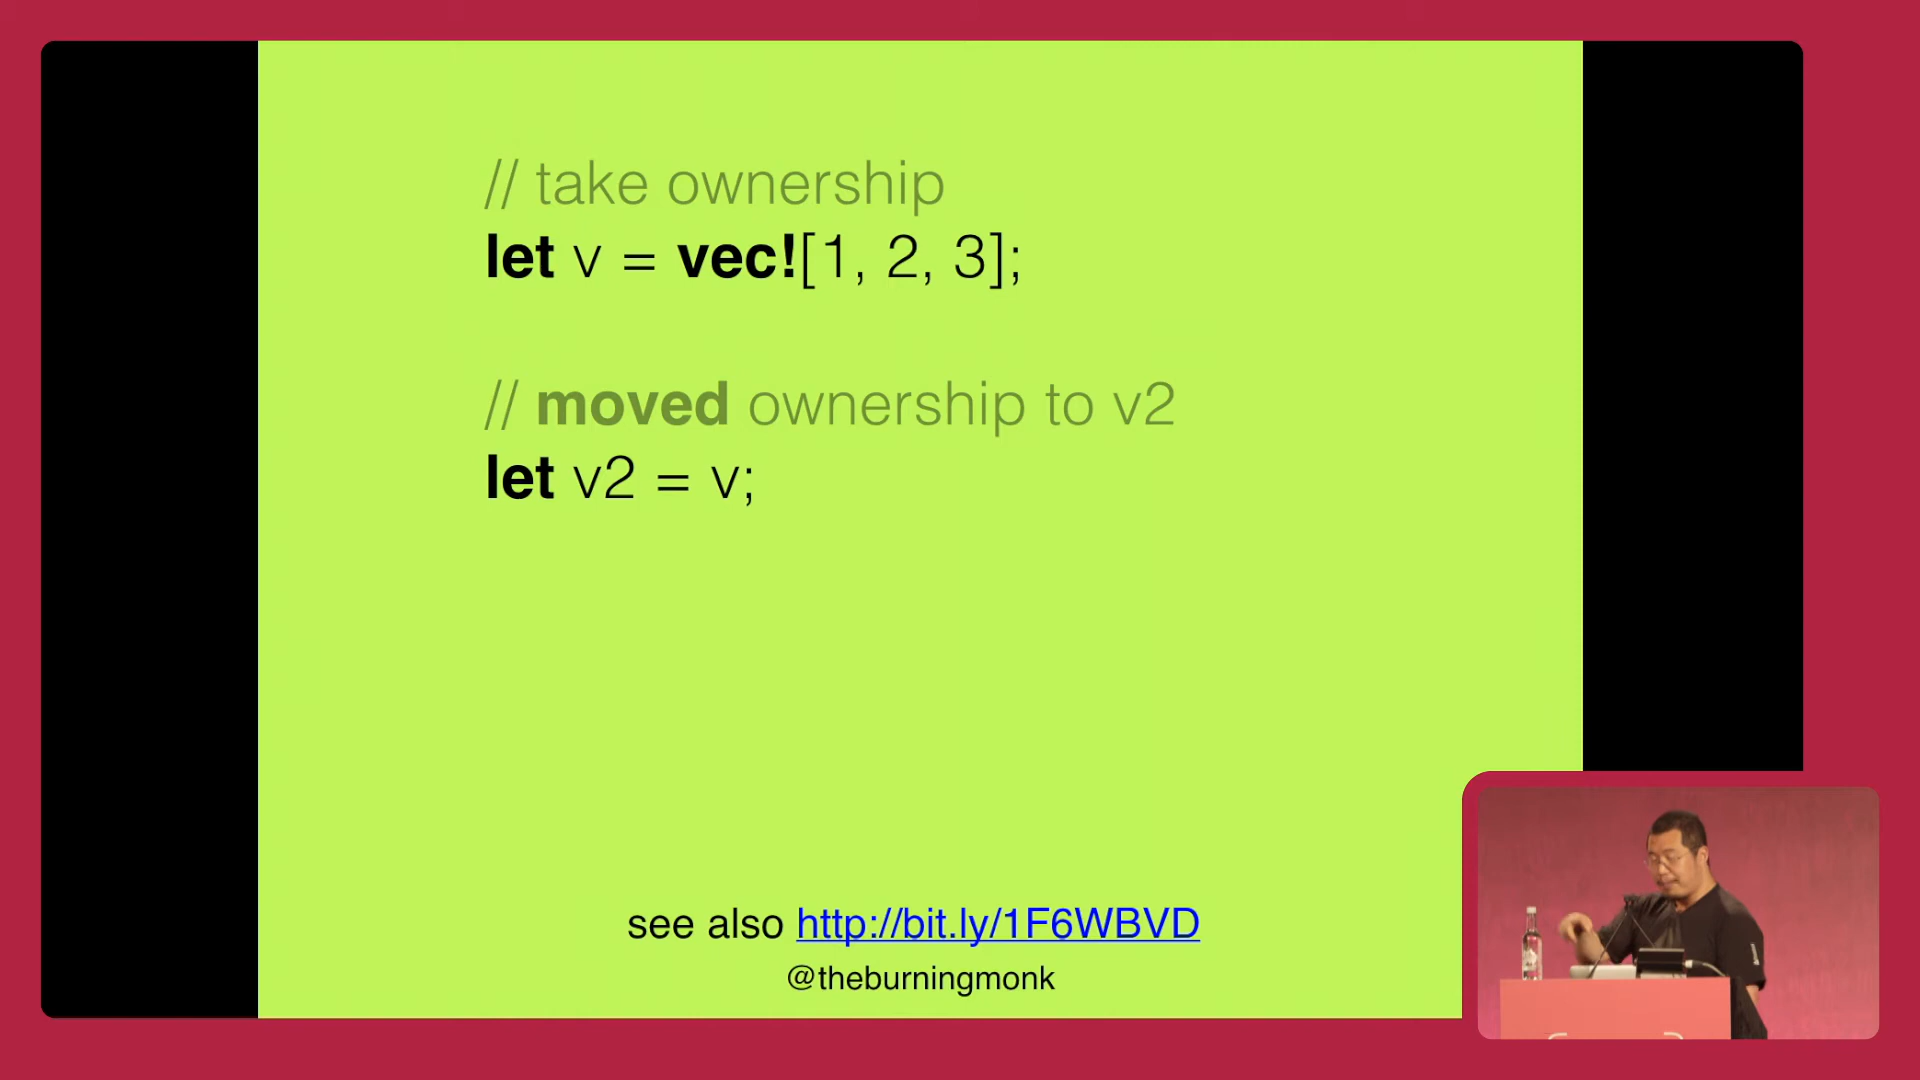 // take ownership
let v = vec![1, 2, 3];
// moved ownership to v2
let v2 = v;
see also http://bit.ly/1F6WBVD
@theburningmonk